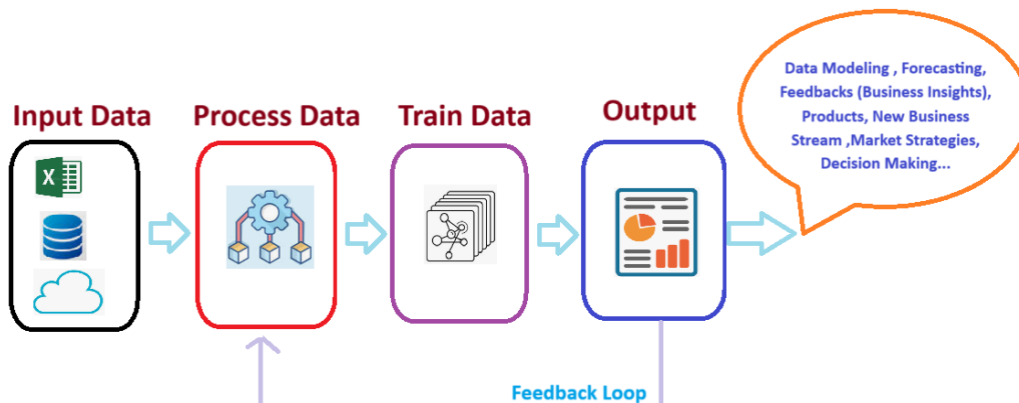 Input Data
Process Data
Train Data
Output
Data Modeling , Forecasting,
Feedbacks (Business Insights),
Products, New Business
Stream ,Market Strategies,
Decision Making...
X
Feedback Loop